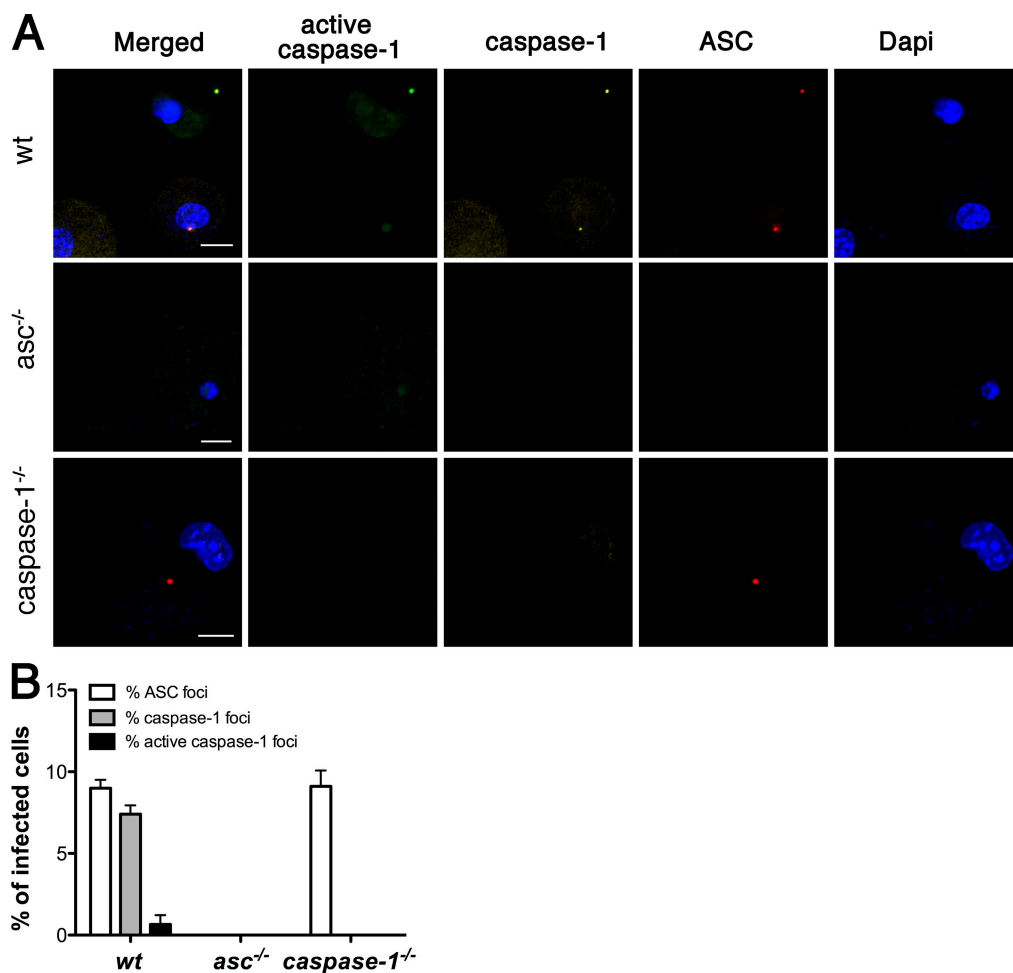 A
Merged
active
caspase-1
caspase-1
ASC
Dapi
wt
asc-/-
caspase-1-/-
B
% of infected cells
15
10
5
0
% ASC foci
% caspase-1 foci
% active caspase-1 foci
wt
asc-/-
caspase-1-/-